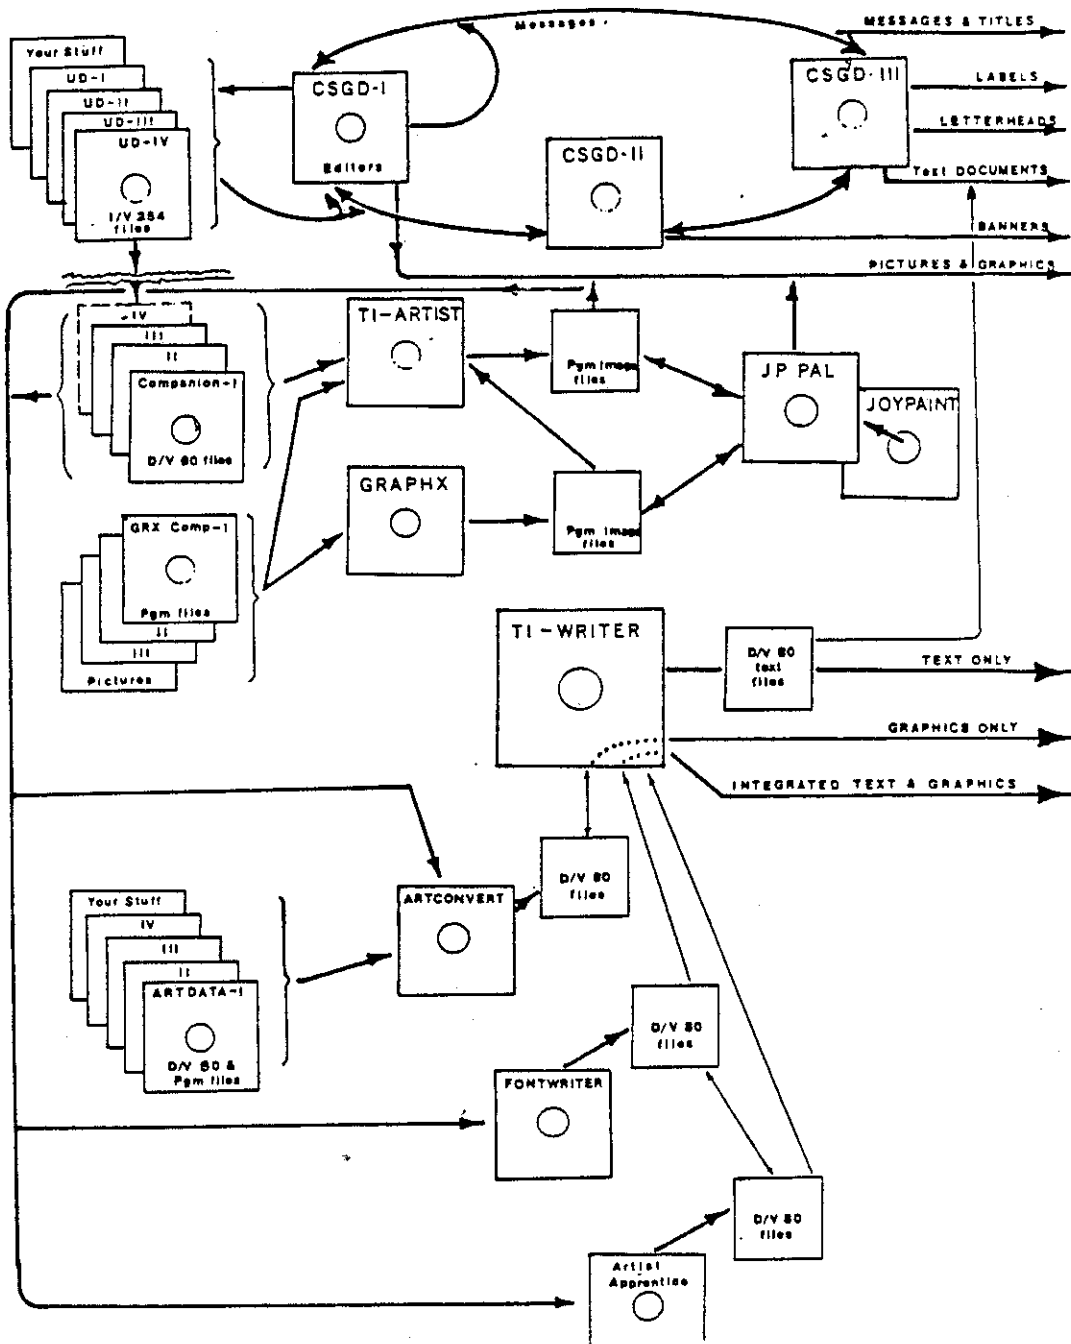 Messages.
MESSAGES & TITLES
Your Stuff
UD-I
UD-II
UD-III
UD-IV
I/V 254
files
CSGD-I
Editors
CSGD-II
CSGD-III
LABELS
LETTERHEADS
Text DOCUMENTS
BANNERS
PICTURES & GRAPHICS
IV
III
II
Companion-1
D/V 80 files
TI-ARTIST
Pgm Image
files
JP PAL
JOYPAINT
GRAPHX
Pgm Image
files
GRX Comp-1
Pgm files
II
III
Pictures
TI-WRITER
D/V 80
text
files
TEXT ONLY
GRAPHICS ONLY
INTEGRATED TEXT & GRAPHICS
D/V 80
files
ARTCONVERT
Your Stuff
IV
III
II
ARTDATA-1
D/V 80 &
Pgm files
D/V 80
files
FONTWRITER
D/V 80
files
Artist
Apprentice